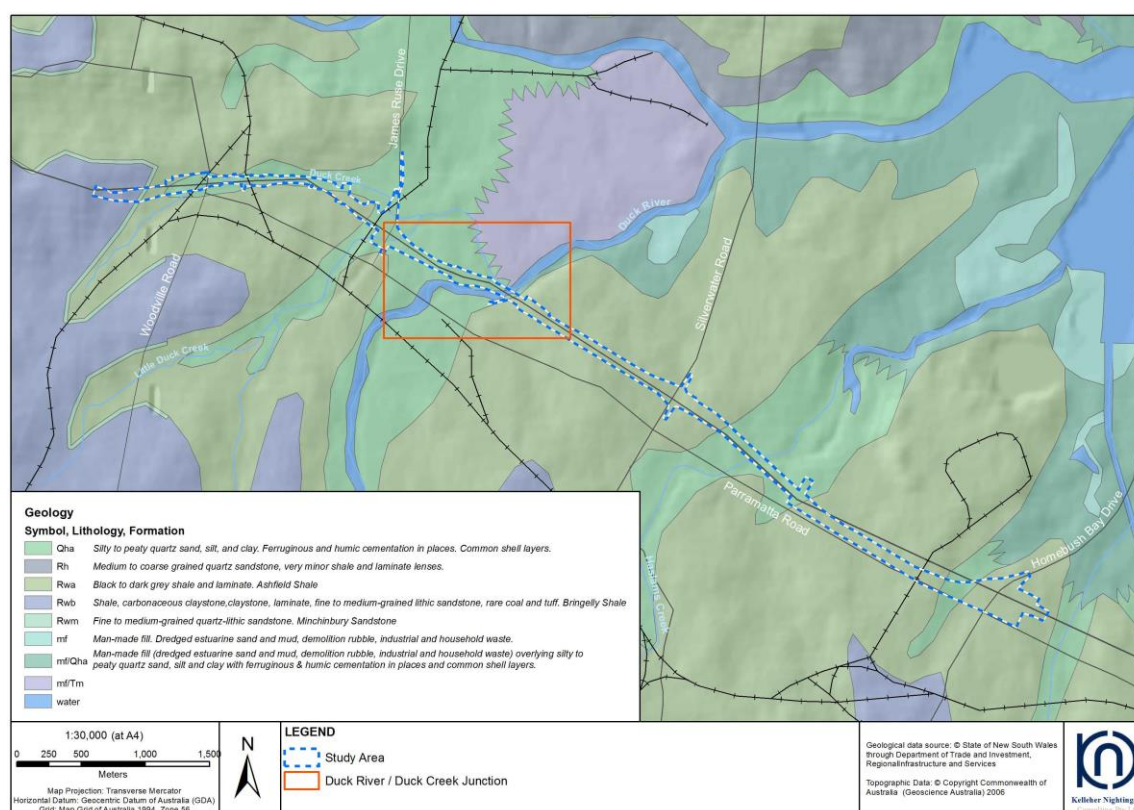 James Ruse Drive
Duck Creek
Duck River
Woodville Road
Silverwater Road
Little Duck Creek
Parramatta Road
Haslams Creek
Homebush Bay Drive
Geology
Symbol, Lithology, Formation
Qha Silty to peaty quartz sand, silt, and clay. Ferruginous and humic cementation in places. Common shell layers.
Rh Medium to coarse grained quartz sandstone, very minor shale and laminate lenses.
Rwa Black to dark grey shale and laminate. Ashfield Shale
Rwb Shale, carbonaceous claystone,claystone, laminate, fine to medium-grained lithic sandstone, rare coal and tuff. Bringelly Shale
Rwm Fine to medium-grained quartz-lithic sandstone. Minchinbury Sandstone
mf Man-made fill. Dredged estuarine sand and mud, demolition rubble, industrial and household waste.
mf/Qha Man-made fill (dredged estuarine sand and mud, demolition rubble, industrial and household waste) overlying silty to
peaty quartz sand, silt and clay with ferruginous & humic cementation in places and common shell layers.
mf/Tm
water
1:30,000 (at A4)
0 250 500 1,000 1,500
Meters
Map Projection: Transverse Mercator
Horizontal Datum: Geocentric Datum of Australia (GDA)
Grid: Map Grid of Australia 1994, Zone 56
N
LEGEND
Study Area
Duck River / Duck Creek Junction
Geological data source: © State of New South Wales
through Department of Trade and Investment,
RegionalInfrastructure and Services
Topographic Data: © Copyright Commonwealth of
Australia (Geoscience Australia) 2006
Kelleher Nightingale